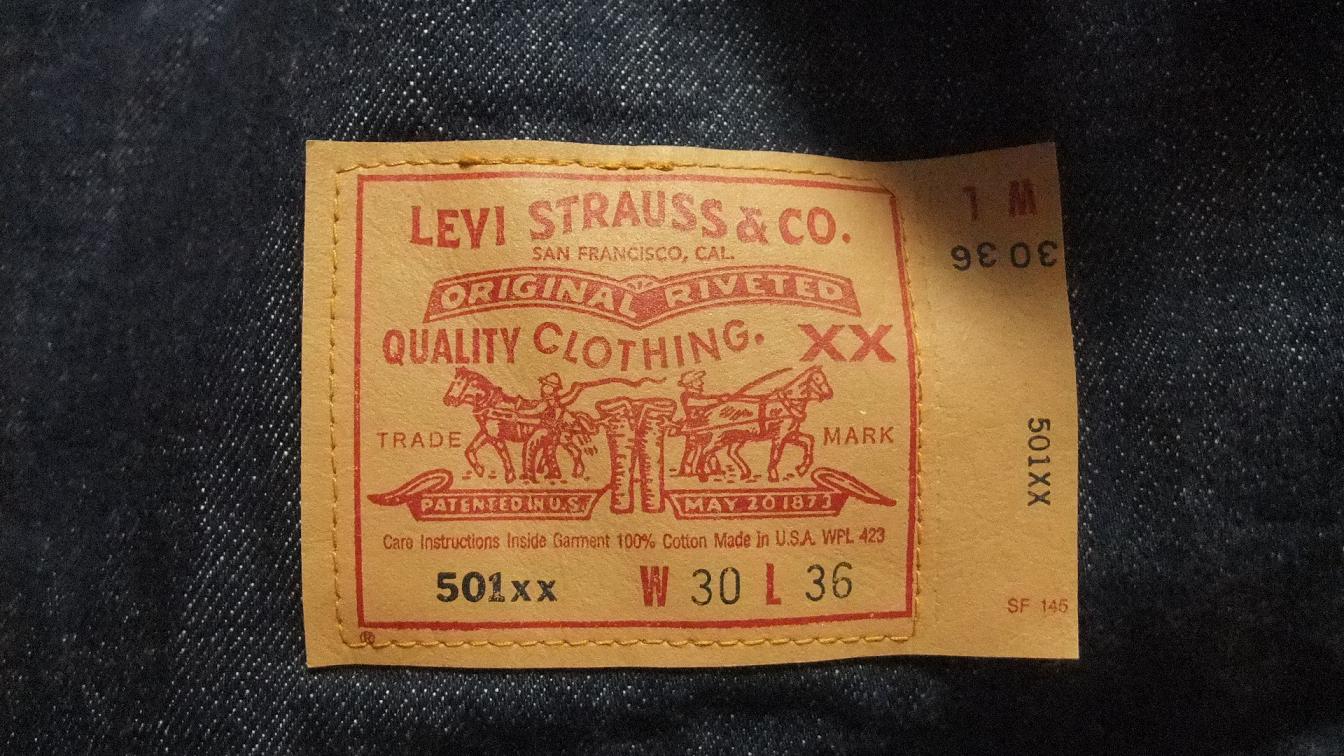 LEVI STRAUSS & CO.
SAN FRANCISCO, CAL.
ORIGINAL RIVETED
QUALITY CLOTHING. XX
TRADE MARK
PATENTED IN U.S. MAY 20 1873
Care Instructions Inside Garment 100% Cotton Made in U.S.A. WPL 423
501xx W 30 L 36
®
W L
30 36
501XX
SF 145